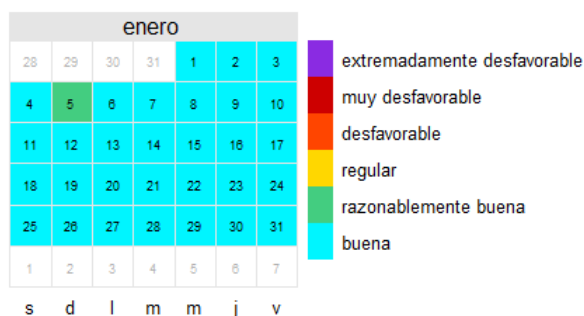 enero
28 29 30 31 1 2 3
4 5 6 7 8 9 10
11 12 13 14 15 16 17
18 19 20 21 22 23 24
25 26 27 28 29 30 31
1 2 3 4 5 6 7
s d l m m j v
extremadamente desfavorable
muy desfavorable
desfavorable
regular
razonablemente buena
buena